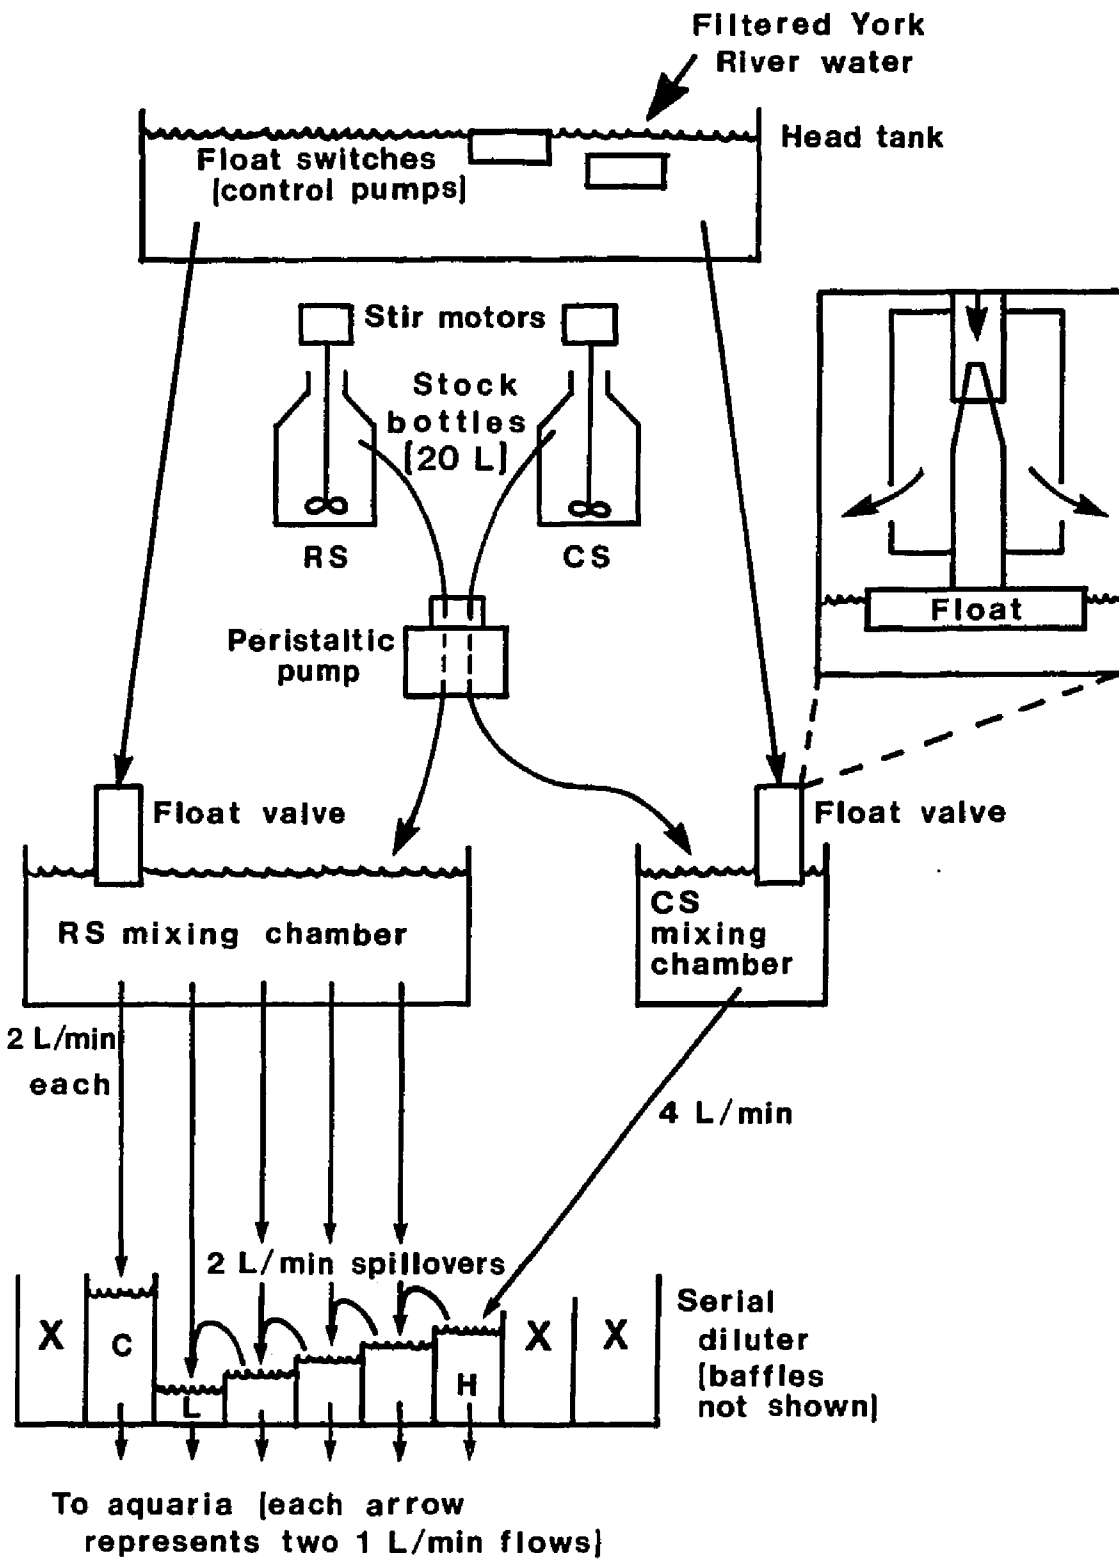 Filtered York
River water
Head tank
Float switches
(control pumps)
Stir motors
Stock
bottles
(20 L)
RS
CS
Float
Peristaltic
pump
Float valve
Float valve
RS mixing chamber
CS
mixing
chamber
2 L/min
each
4 L/min
2 L/min spillovers
X
C
L
H
X
X
Serial
diluter
(baffles
not shown)
To aquaria (each arrow
represents two 1 L/min flows)